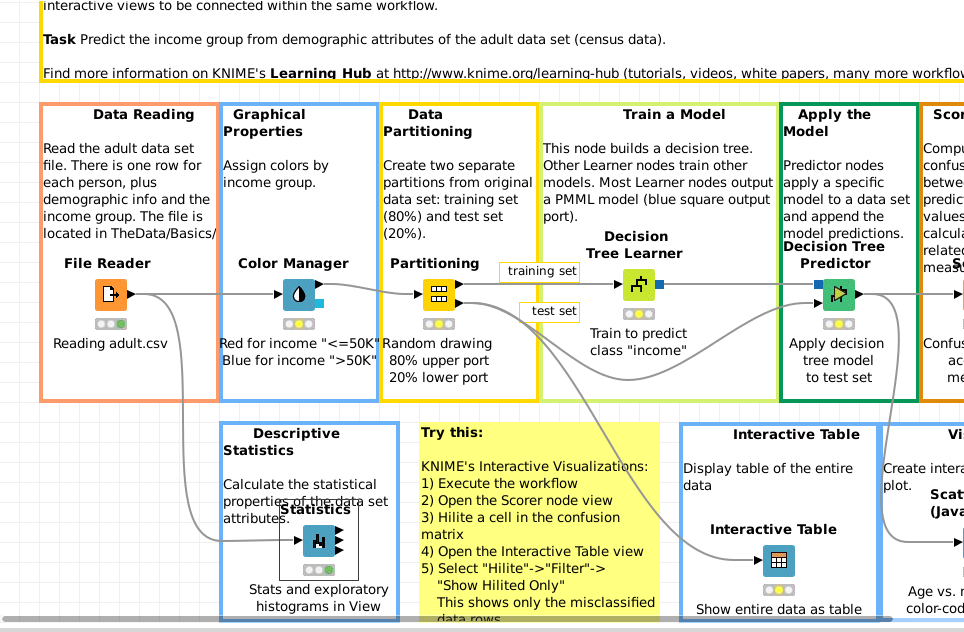 interactive views to be connected within the same workflow.
Task Predict the income group from demographic attributes of the adult data set (census data).
Find more information on KNIME's Learning Hub at http://www.knime.org/learning-hub (tutorials, videos, white papers, many more workflow
Data Reading
Read the adult data set
file. There is one row for
each person, plus
demographic info and the
income group. The file is
located in TheData/Basics/
File Reader
Reading adult.csv
Graphical
Properties
Assign colors by
income group.
Color Manager
Red for income "<=50K"
Blue for income ">50K"
Data
Partitioning
Create two separate
partitions from original
data set: training set
(80%) and test set
(20%).
Partitioning
Random drawing
80% upper port
20% lower port
training set
test set
Train a Model
This node builds a decision tree.
Other Learner nodes train other
models. Most Learner nodes output
a PMML model (blue square output
port).
Decision
Tree Learner
Train to predict
class "income"
Apply the
Model
Predictor nodes
apply a specific
model to a data set
and append the
model predictions.
Decision Tree
Predictor
Apply decision
tree model
to test set
Scor
Compu
confus
betwe
predic
values
calcula
related
measu
Sc
Confus
ac
me
Descriptive
Statistics
Calculate the statistical
properties of the data set
attributes.
Statistics
Stats and exploratory
histograms in View
Try this:
KNIME's Interactive Visualizations:
1) Execute the workflow
2) Open the Scorer node view
3) Hilite a cell in the confusion
matrix
4) Open the Interactive Table view
5) Select "Hilite"->"Filter"->
"Show Hilited Only"
This shows only the misclassified
data rows
Interactive Table
Display table of the entire
data
Interactive Table
Show entire data as table
Vis
Create intera
plot.
Scat
(Java
Age vs. r
color-cod